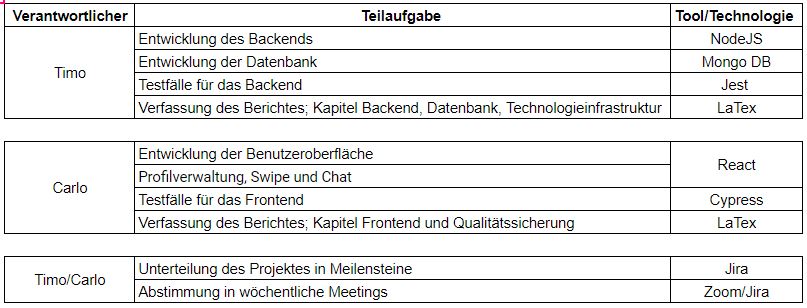 Verantwortlicher Teilaufgabe Tool/Technologie
Timo
Entwicklung des Backends NodeJS
Entwicklung der Datenbank Mongo DB
Testfälle für das Backend Jest
Verfassung des Berichtes; Kapitel Backend, Datenbank, Technologieinfrastruktur LaTex
Carlo
Entwicklung der Benutzeroberfläche
React
Profilverwaltung, Swipe und Chat
Testfälle für das Frontend Cypress
Verfassung des Berichtes; Kapitel Frontend und Qualitätssicherung LaTex
Timo/Carlo
Unterteilung des Projektes in Meilensteine Jira
Abstimmung in wöchentliche Meetings Zoom/Jira